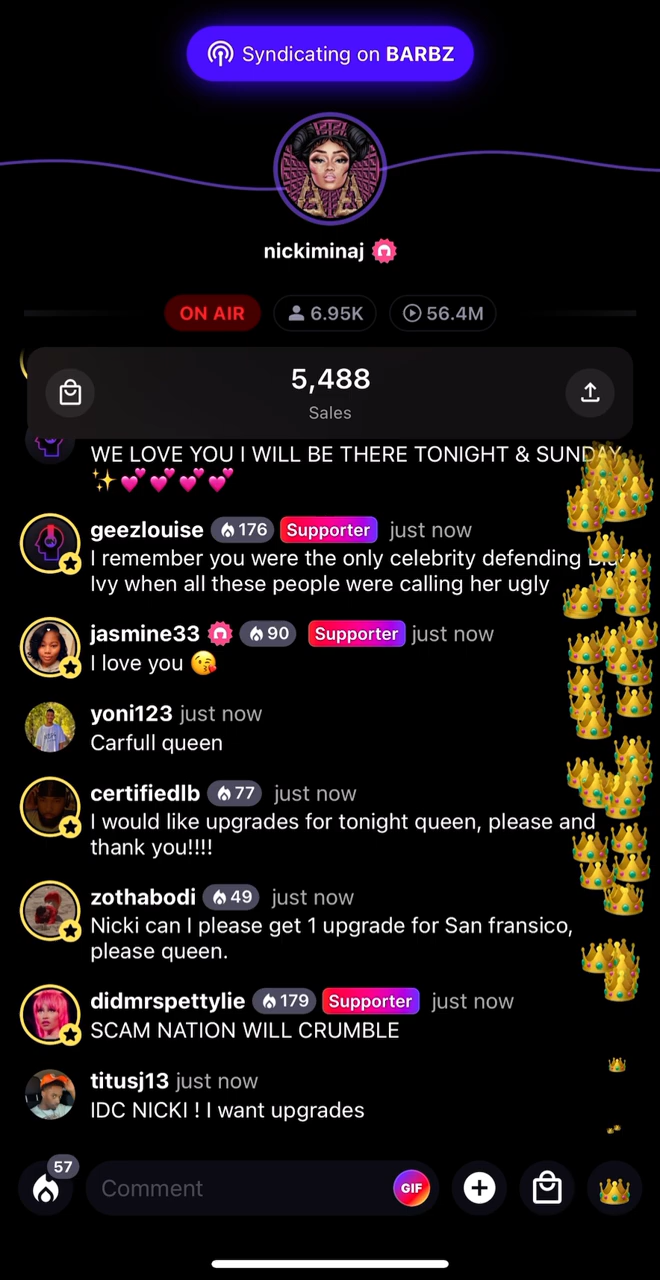 Syndicating on BARBZ
nickiminaj
ON AIR 6.95K 56.4M
5,488
Sales
WE LOVE YOU I WILL BE THERE TONIGHT & SUNDAY
✨💕💕💕💕
geezlouise 176 Supporter just now
I remember you were the only celebrity defending Blue
Ivy when all these people were calling her ugly
jasmine33 90 Supporter just now
I love you 😘
yoni123 just now
Carfull queen
certifiedlb 77 just now
I would like upgrades for tonight queen, please and
thank you!!!!
zothabodi 49 just now
Nicki can I please get 1 upgrade for San fransico,
please queen.
didmrspettylie 179 Supporter just now
SCAM NATION WILL CRUMBLE
titusj13 just now
IDC NICKI ! I want upgrades
57
Comment GIF